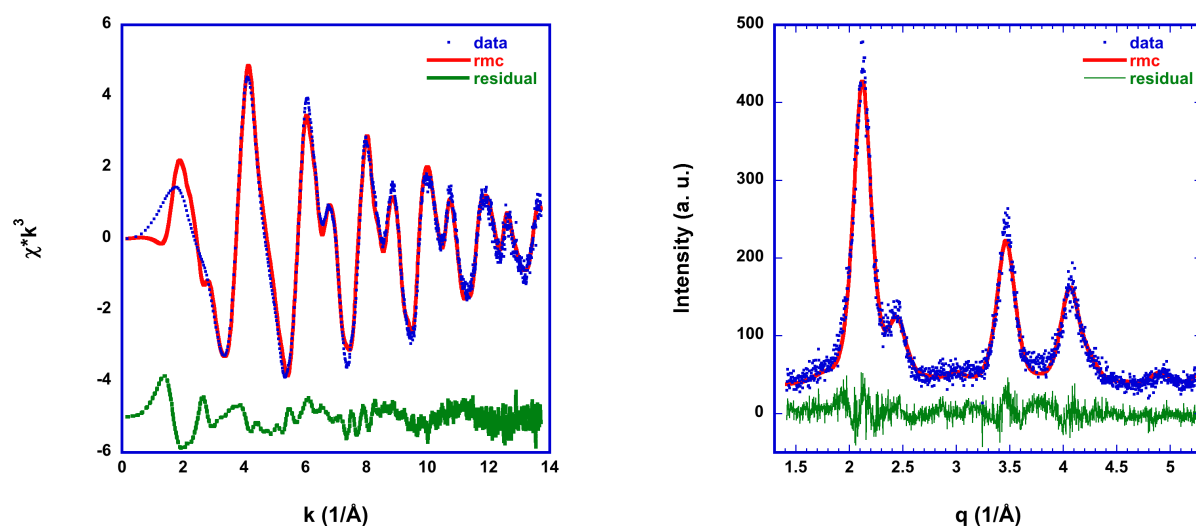 6
4
2
0
-2
-4
-6
χ*k³
data
rmc
residual
0 2 4 6 8 10 12 14
k (1/Å)
500
400
300
200
100
0
Intensity (a. u.)
data
rmc
residual
1.5 2 2.5 3 3.5 4 4.5 5
q (1/Å)